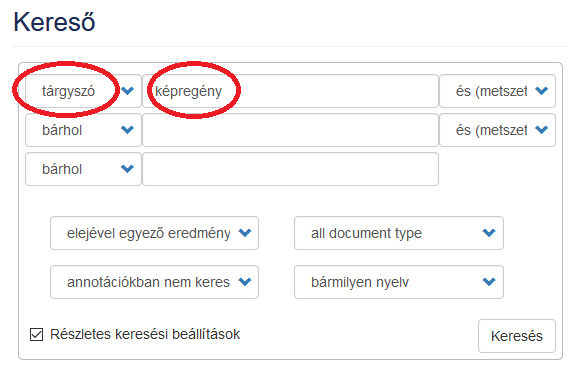 Kereső
tárgyszó képregény és (metszet
bárhol és (metszet
bárhol
elejével egyező eredmény all document type
annotációkban nem keres bármilyen nyelv
Részletes keresési beállítások Keresés